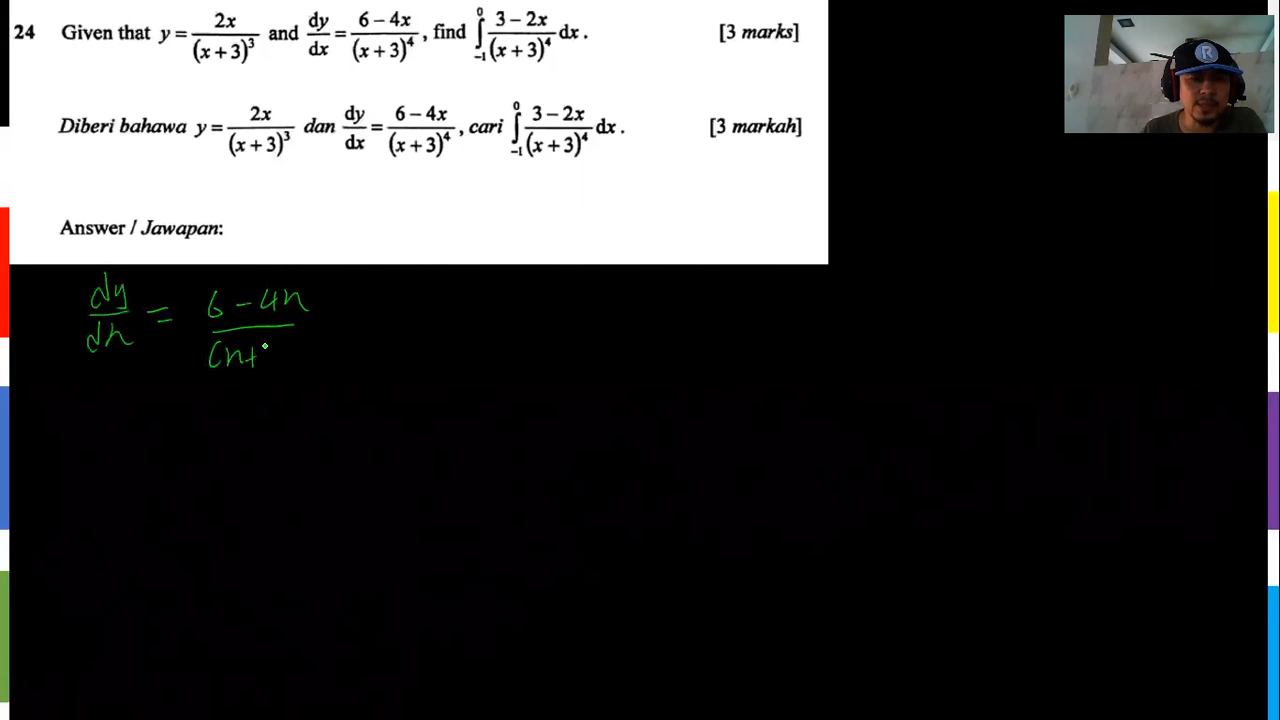 24 Given that y = 2x/(x + 3)³ and dy/dx = 6 – 4x/(x + 3)⁴, find ∫₋₁⁰ 3 – 2x/(x + 3)⁴ dx. [3 marks]
Diberi bahawa y = 2x/(x + 3)³ dan dy/dx = 6 – 4x/(x + 3)⁴, cari ∫₋₁⁰ 3 – 2x/(x + 3)⁴ dx. [3 markah]
Answer / Jawapan:
dy/dx = 6 – 4x/(x+
R